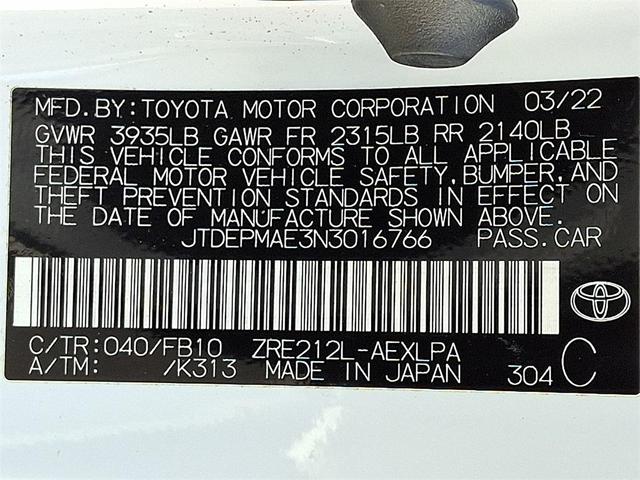 MFD.BY:TOYOTA MOTOR CORPORATION 03/22
GVWR 3935LB GAWR FR 2315LB RR 2140LB
THIS VEHICLE CONFORMS TO ALL APPLICABLE
FEDERAL MOTOR VEHICLE SAFETY,BUMPER,AND
THEFT PREVENTION STANDARDS IN EFFECT ON
THE DATE OF MANUFACTURE SHOWN ABOVE.
JTDEPMAE3N3016766 PASS.CAR
C/TR:040/FB10 ZRE212L-AEXLPA
A/TM: /K313 MADE IN JAPAN 304 C